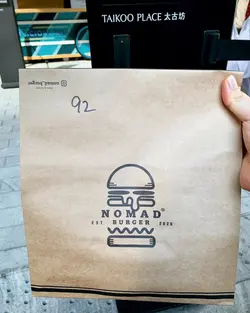 TAIKOO PLACE 太古坊
92
NOMAD®
EST BURGER 2020